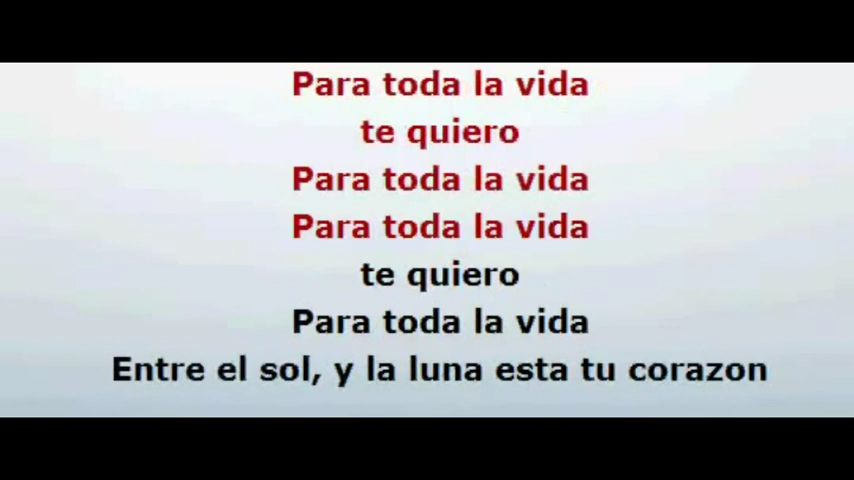 Para toda la vida
te quiero
Para toda la vida
Para toda la vida
te quiero
Para toda la vida
Entre el sol, y la luna esta tu corazon